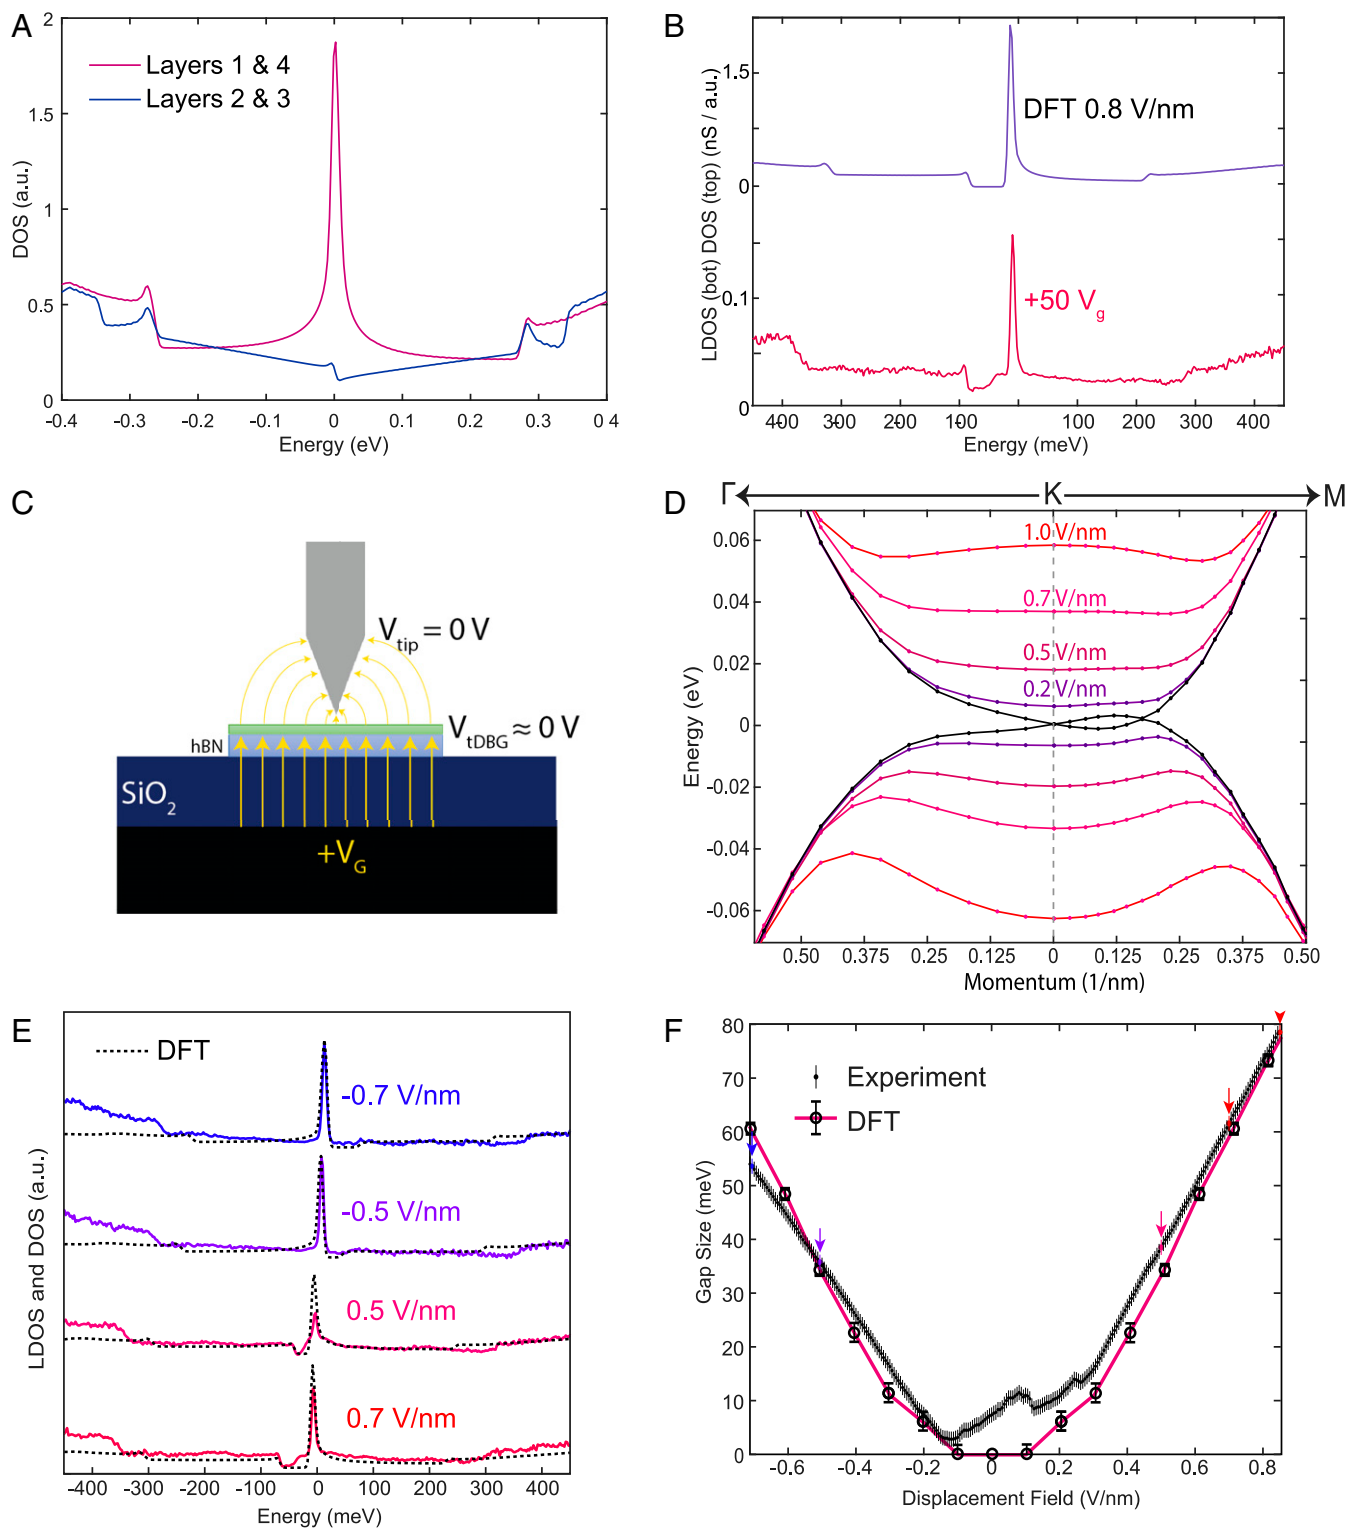 A
2
1.5
1
0.5
0
DOS (a.u.)
Layers 1 & 4
Layers 2 & 3
-0.4
-0.3
-0.2
-0.1
0
0.1
0.2
0.3
0 4
Energy (eV)
B
LDOS (bot) DOS (top) (nS / a.u.)
1.5
0
0.1
0
DFT 0.8 V/nm
+50 Vg
400
300
200
100
100
200
400
Energy (meV)
C
Vtip = 0 V
VtDBG ≈ 0 V
hBN
SiO2
+VG
D
Γ
K
M
0.06
0.04
0.02
0
-0.02
-0.04
-0.06
Energy (eV)
1.0 V/nm
0.7 V/nm
0.5 V/nm
0.2 V/nm
0.50
0.375
0.25
0.125
0
0.125
0.25
0.375
0.50
Momentum (1/nm)
E
DFT
LDOS and DOS (a.u.)
-0.7 V/nm
-0.5 V/nm
0.5 V/nm
0.7 V/nm
-400
-300
-200
-100
0
100
200
300
400
Energy (meV)
F
80
70
60
50
40
30
20
10
0
Gap Size (meV)
Experiment
DFT
-0.6
-0.4
-0.2
0
0.2
0.4
0.6
0.8
Displacement Field (V/nm)